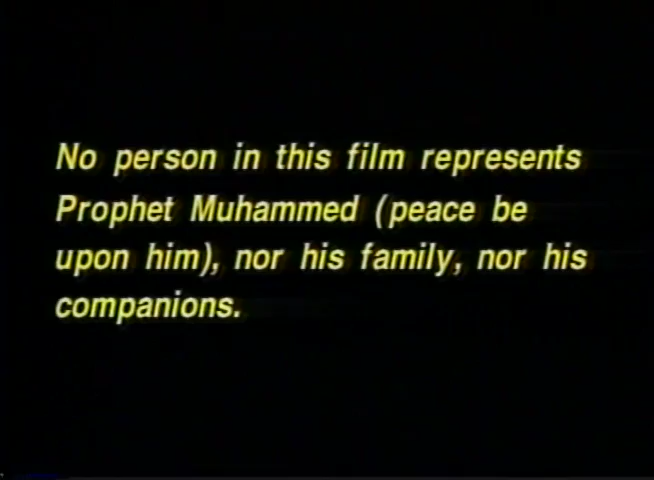 No person in this film represents
Prophet Muhammed (peace be
upon him), nor his family, nor his
companions.